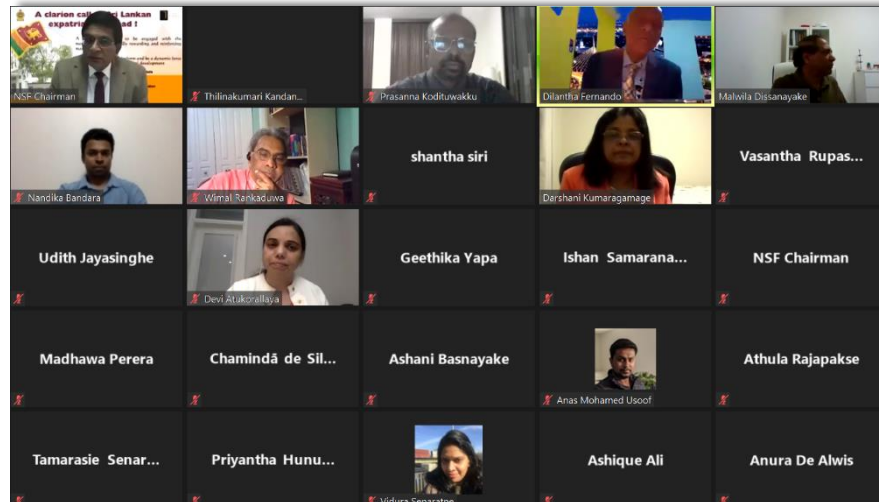 A clarion call Sri Lankan
expatri ad !
NSF Chairman
Thilinakumari Kandan...
Prasanna Kodituwakku
Dilantha Fernando
Malwila Dissanayake
Nandika Bandara
Wimal Rankaduwa
shantha siri
Darshani Kumaragamage
Vasantha Rupas...
Udith Jayasinghe
Devi Atukorallaya
Geethika Yapa
Ishan Samarana...
NSF Chairman
Madhawa Perera
Chamindā de Sil...
Ashani Basnayake
Anas Mohamed Usoof
Athula Rajapakse
Tamarasie Senar...
Priyantha Hunu...
Vidura Senaratne
Ashique Ali
Anura De Alwis